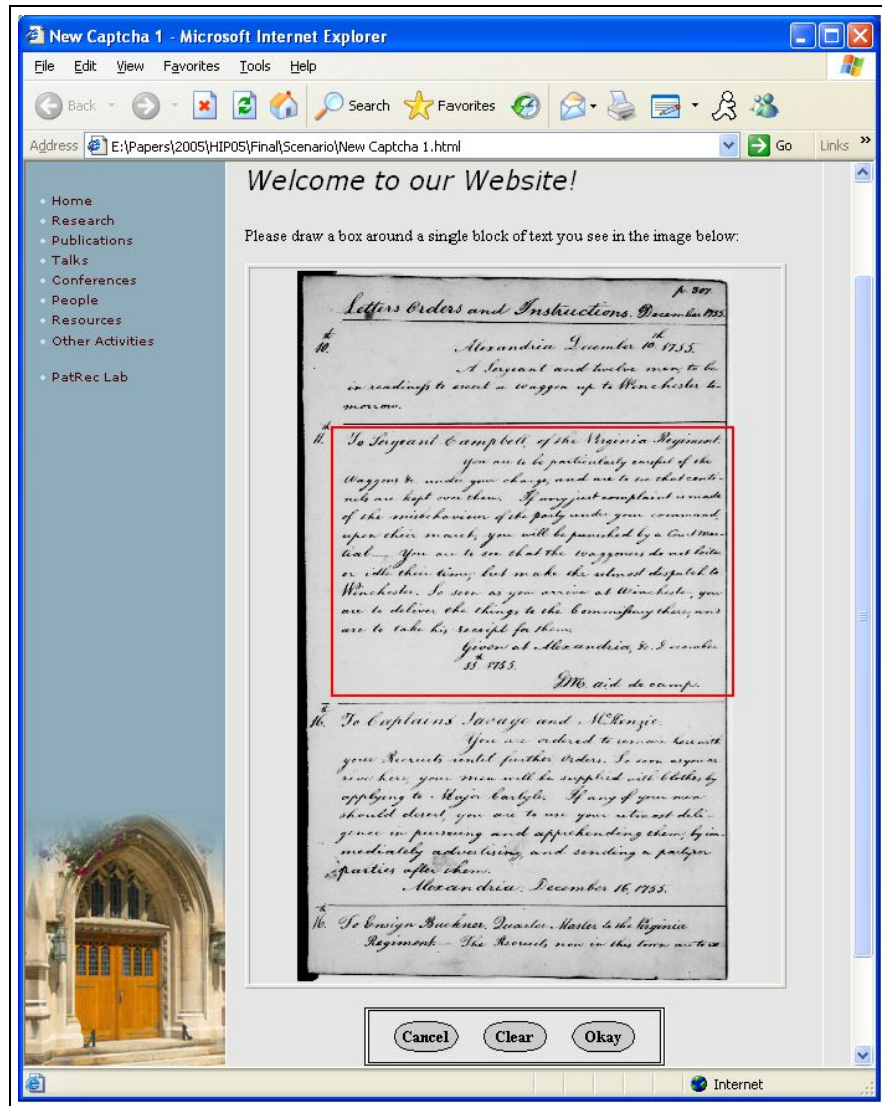 New Captcha 1 - Microsoft Internet Explorer
File Edit View Favorites Tools Help
Back Search Favorites
Address E:\Papers\2005\HIP05\Final\Scenario\New Captcha 1.html Go Links »
Home
Research
Publications
Talks
Conferences
People
Resources
Other Activities
PatRec Lab
Welcome to our Website!
Please draw a box around a single block of text you see in the image below:
p. 307
Letters Orders and Instructions. December 1755.
10.th Alexandria December 10.th 1755.
A Sergeant and twelve men, to be
in readiness to escort a waggon up to Winchester to-
morrow.
11.th To Sergeant Campbell, of the Virginia Regiment.
You are to be particularly careful of the
Waggons &c. under your charge, and are to see that centi-
nels are kept over them. If any just complaint is made
of the misbehaviour of the party under your command,
upon their march, you will be punished by a Court Mar-
tial — You are to see that the waggoners do not loiter
or idle their time; but make the utmost despatch to
Winchester. So soon as you arrive at Winchester, you
are to deliver the things to the Commissary there, and
are to take his receipt for them.
Given at Alexandria, &c. December
1755.
aid de camp.
16.th To Captains Savage and McKenzie.
You are ordered to remain here with
your Recruits until further Orders. So soon as you ar
rive here, your men will be supplied with Clothes by
applying to Major Carlyle. If any of your men
should desert, you are to use your utmost deli-
gence in pursuing and apprehending them; by im-
mediately advertising, and sending a party or
parties after them.
Alexandria. December 16, 1755.
16.th To Ensign Buckner, Quarter Master to the Virginia
Regiment — The Recruits now in this town are to
Cancel Clear Okay
Internet